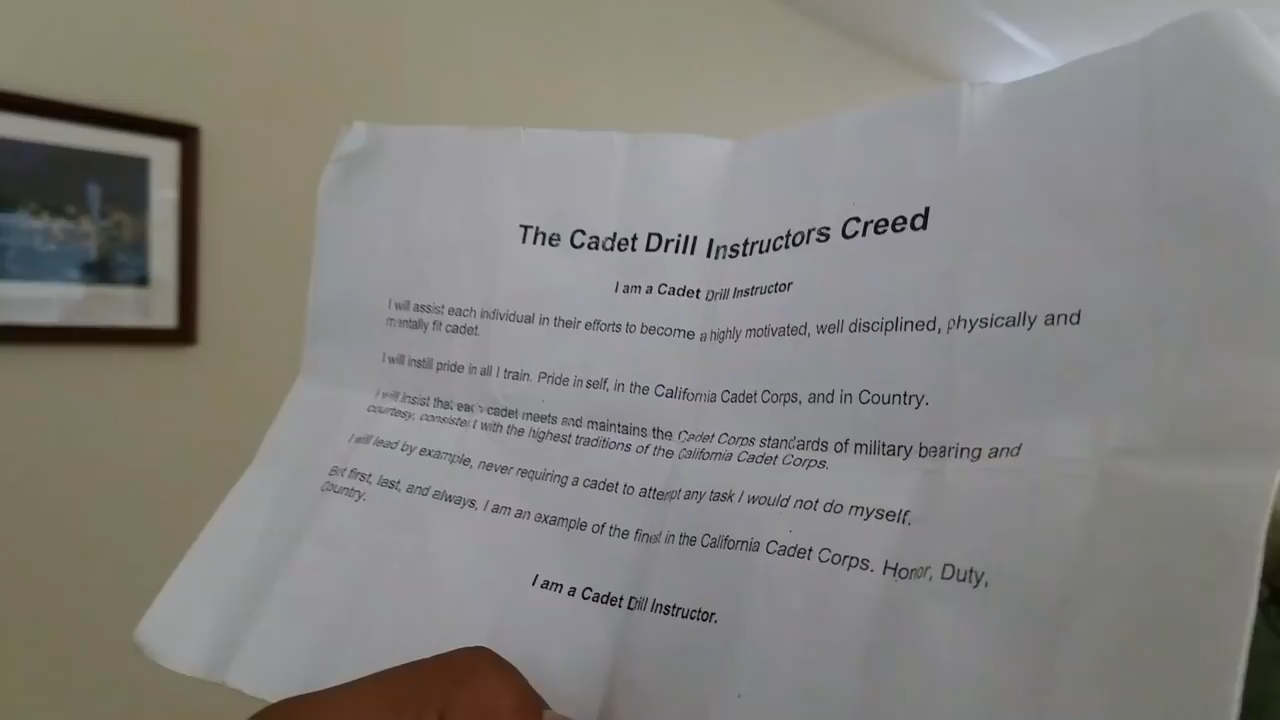 The Cadet Drill Instructors Creed
I am a Cadet Drill Instructor
I will assist each individual in their efforts to become a highly motivated, well disciplined, physically and
mentally fit cadet.
I will instill pride in all I train. Pride in self, in the California Cadet Corps, and in Country.
I will insist that each cadet meets and maintains the Cadet Corps standards of military bearing and
courtesy, consistent with the highest traditions of the California Cadet Corps.
I will lead by example, never requiring a cadet to attempt any task I would not do myself.
But first, last, and always, I am an example of the finest in the California Cadet Corps. Honor, Duty,
Country.
I am a Cadet Drill Instructor.